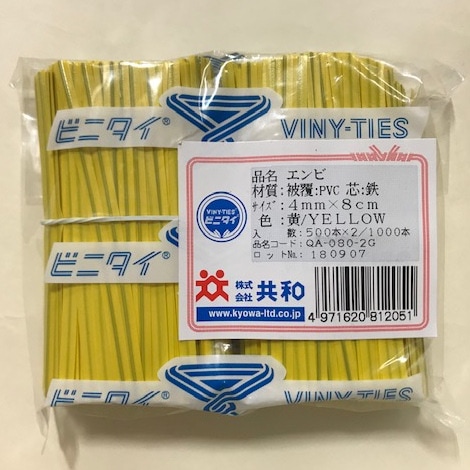 ビニタイ® VINY-TIES
ビニタイ®
ビニタイ® VINY-TIES
品名 エンビ
材質:被覆:PVC 芯:鉄
サイズ:4mm×8cm
色:黄/YELLOW
入数:500本×2/1000本
品名コード:QA-080-2G
ロットNo.:180907
VINY-TIES
ビニタイ
株式会社 共和
www.kyowa-ltd.co.jp
4 971620 812051